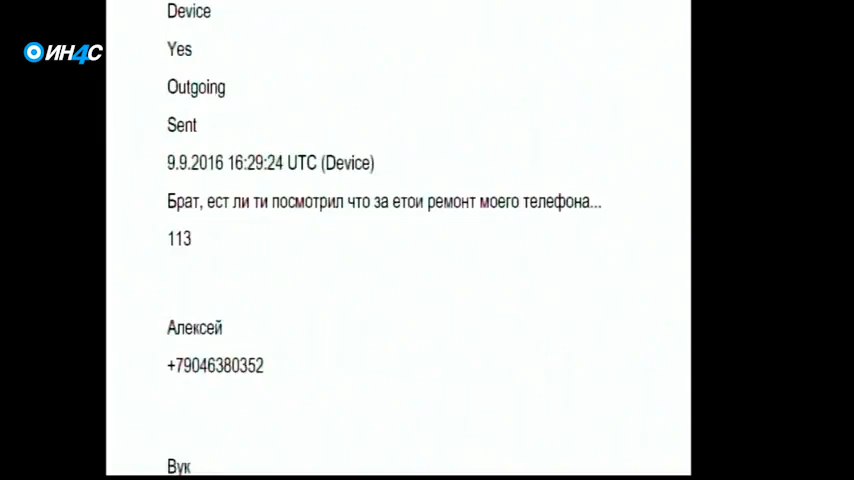 ИН4С
Device
Yes
Outgoing
Sent
9.9.2016 16:29:24 UTC (Device)
Брат, ест ли ти посмотрил что за етои ремонт моего телефона...
113
Алексей
+79046380352
Вук